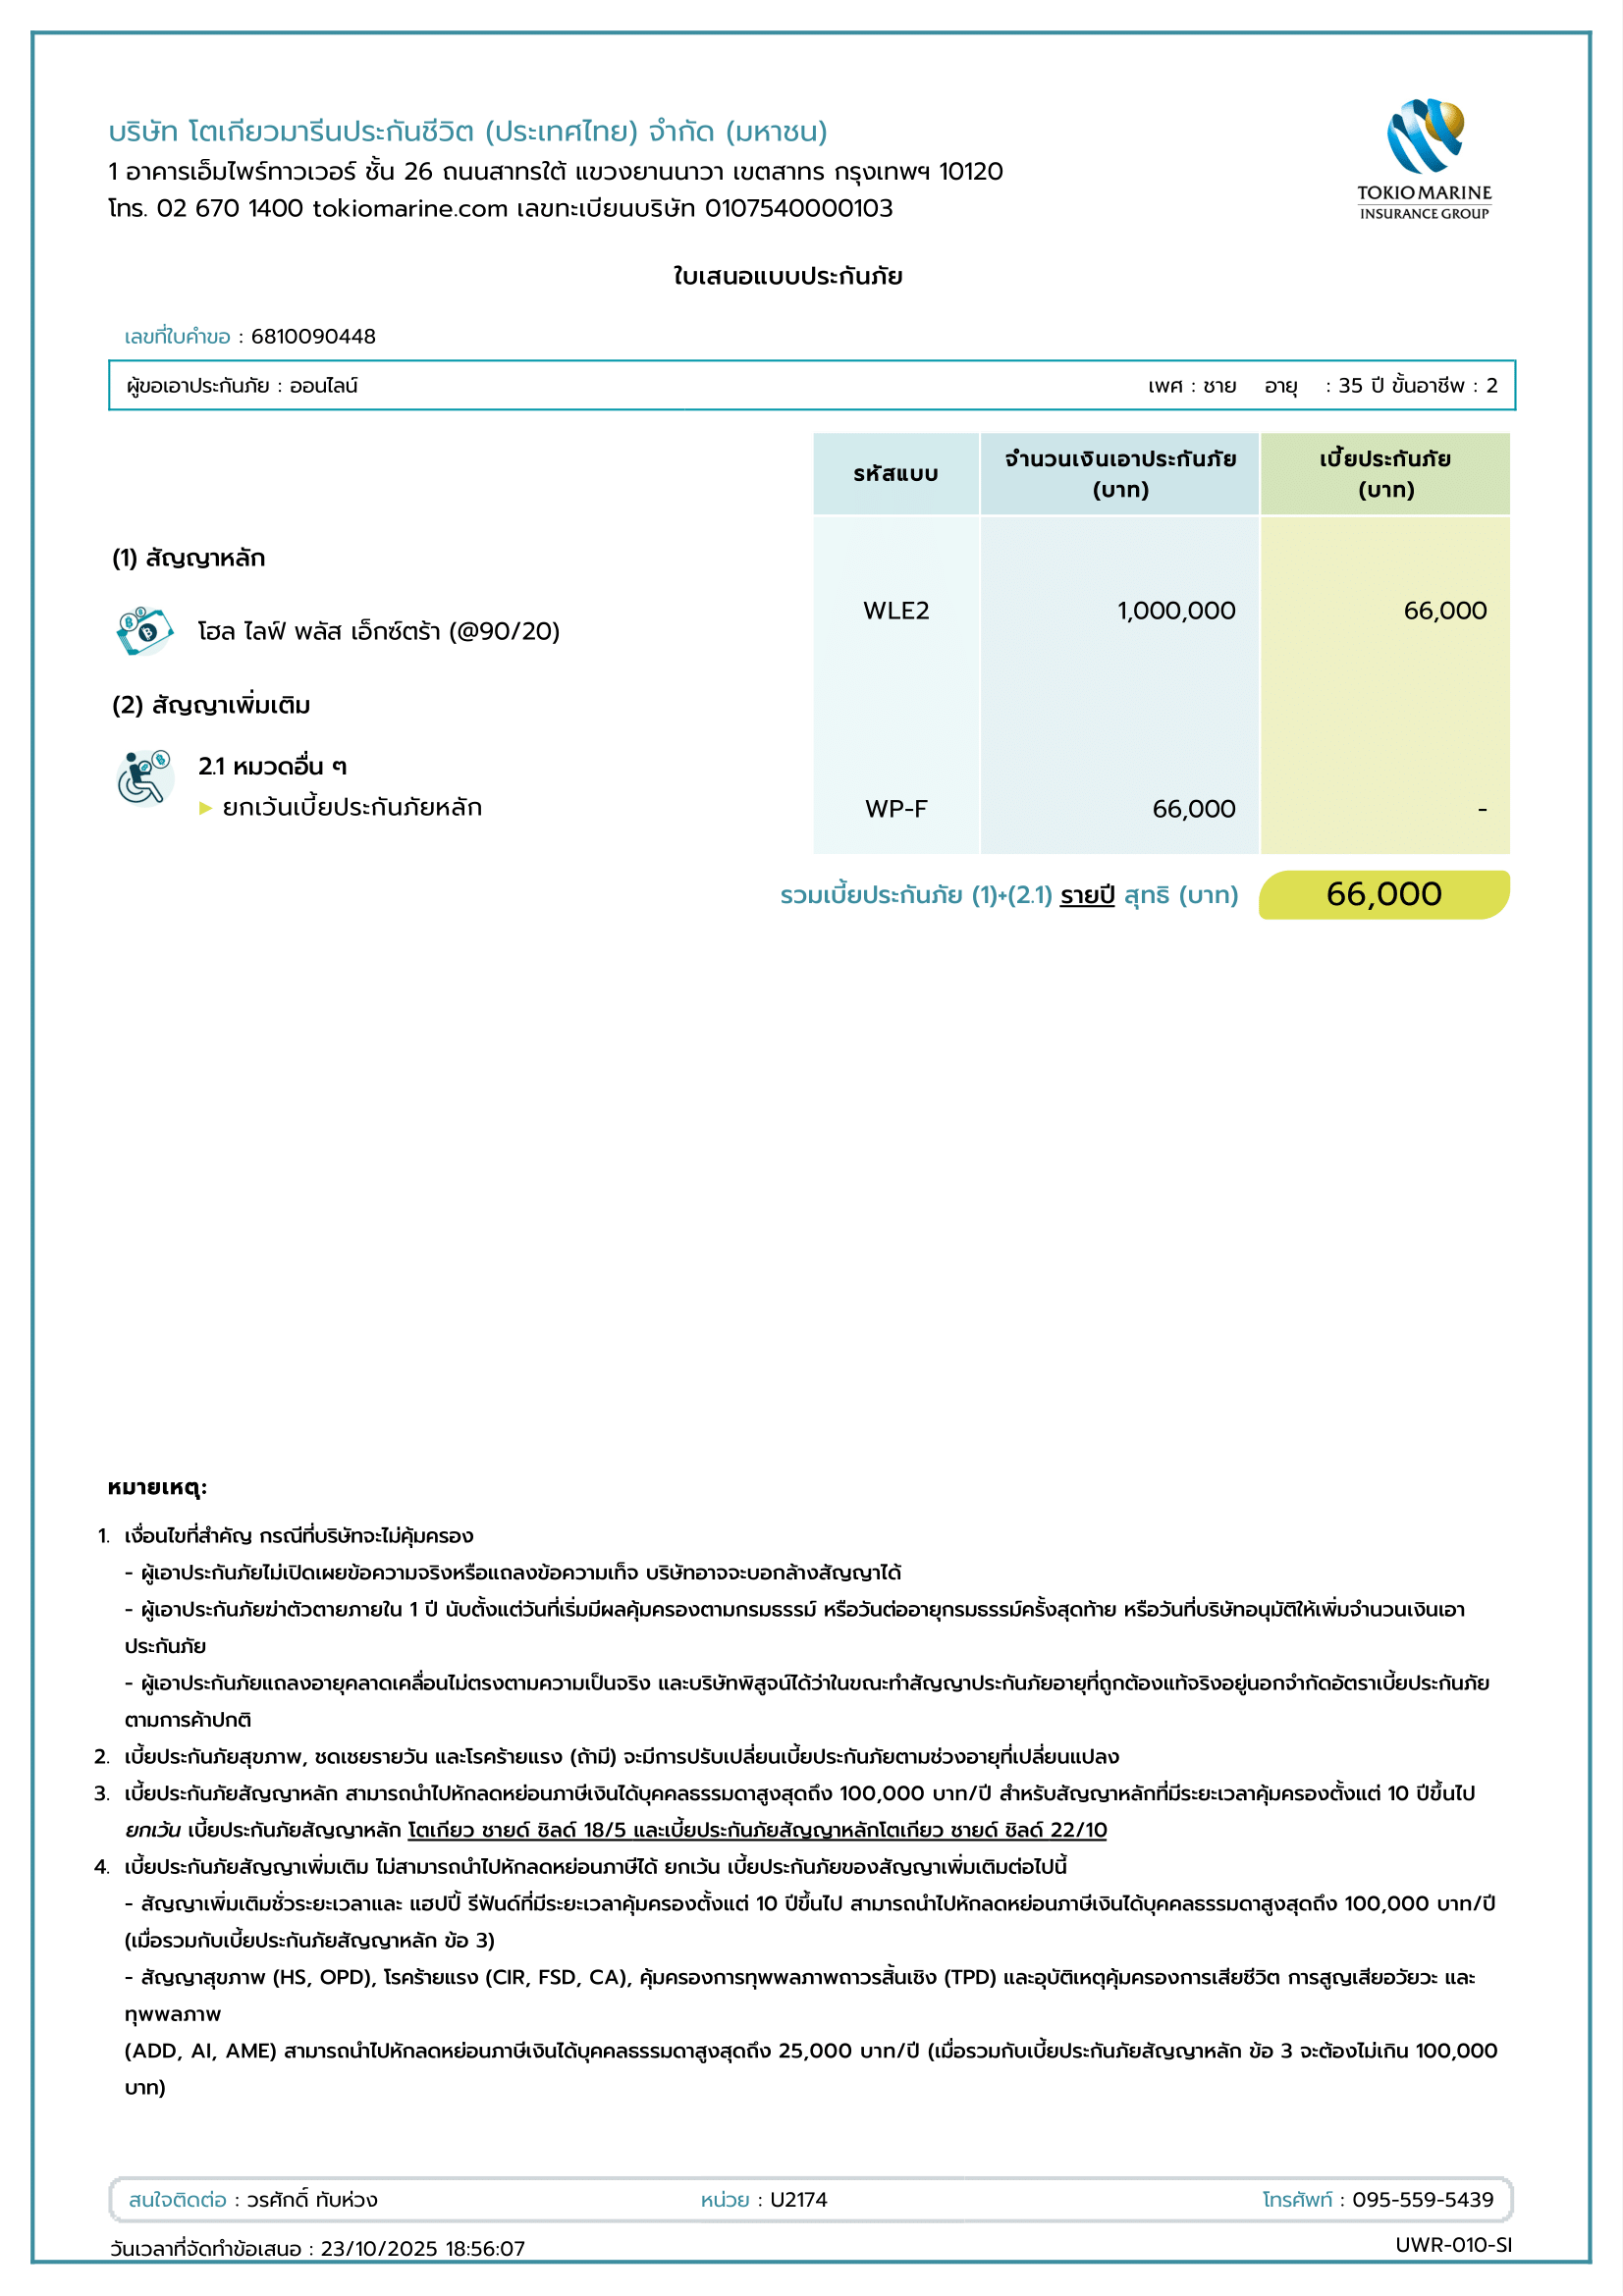 บริษัท โตเกียวมารีนประกันชีวิต (ประเทศไทย) จำกัด (มหาชน)
1 อาคารเอ็มไพร์ทาวเวอร์ ชั้น 26 ถนนสาทรใต้ แขวงยานนาวา เขตสาทร กรุงเทพฯ 10120
โทร. 02 670 1400 tokiomarine.com เลขทะเบียนบริษัท 0107540000103
TOKIO MARINE
INSURANCE GROUP
ใบเสนอแบบประกันภัย
เลขที่ใบคำขอ : 6810090448
ผู้ขอเอาประกันภัย : ออนไลน์ เพศ : ชาย อายุ : 35 ปี ขั้นอาชีพ : 2
รหัสแบบ จำนวนเงินเอาประกันภัย (บาท) เบี้ยประกันภัย (บาท)
(1) สัญญาหลัก
โฮล ไลฟ์ พลัส เอ็กซ์ตร้า (@90/20) WLE2 1,000,000 66,000
(2) สัญญาเพิ่มเติม
2.1 หมวดอื่น ๆ
▶ ยกเว้นเบี้ยประกันภัยหลัก WP-F 66,000 -
รวมเบี้ยประกันภัย (1)+(2.1) รายปี สุทธิ (บาท) 66,000
หมายเหตุ:
1. เงื่อนไขที่สำคัญ กรณีที่บริษัทจะไม่คุ้มครอง
- ผู้เอาประกันภัยไม่เปิดเผยข้อความจริงหรือแถลงข้อความเท็จ บริษัทอาจจะบอกล้างสัญญาได้
- ผู้เอาประกันภัยฆ่าตัวตายภายใน 1 ปี นับตั้งแต่วันที่เริ่มมีผลคุ้มครองตามกรมธรรม์ หรือวันต่ออายุกรมธรรม์ครั้งสุดท้าย หรือวันที่บริษัทอนุมัติให้เพิ่มจำนวนเงินเอา
ประกันภัย
- ผู้เอาประกันภัยแถลงอายุคลาดเคลื่อนไม่ตรงตามความเป็นจริง และบริษัทพิสูจน์ได้ว่าในขณะทำสัญญาประกันภัยอายุที่ถูกต้องแท้จริงอยู่นอกจำกัดอัตราเบี้ยประกันภัย
ตามการค้าปกติ
2. เบี้ยประกันภัยสุขภาพ, ชดเชยรายวัน และโรคร้ายแรง (ถ้ามี) จะมีการปรับเปลี่ยนเบี้ยประกันภัยตามช่วงอายุที่เปลี่ยนแปลง
3. เบี้ยประกันภัยสัญญาหลัก สามารถนำไปหักลดหย่อนภาษีเงินได้บุคคลธรรมดาสูงสุดถึง 100,000 บาท/ปี สำหรับสัญญาหลักที่มีระยะเวลาคุ้มครองตั้งแต่ 10 ปีขึ้นไป
ยกเว้น เบี้ยประกันภัยสัญญาหลัก โตเกียว ชายด์ ชิลด์ 18/5 และเบี้ยประกันภัยสัญญาหลักโตเกียว ชายด์ ชิลด์ 22/10
4. เบี้ยประกันภัยสัญญาเพิ่มเติม ไม่สามารถนำไปหักลดหย่อนภาษีได้ ยกเว้น เบี้ยประกันภัยของสัญญาเพิ่มเติมต่อไปนี้
- สัญญาเพิ่มเติมชั่วระยะเวลาและ แฮปปี้ รีฟันด์ที่มีระยะเวลาคุ้มครองตั้งแต่ 10 ปีขึ้นไป สามารถนำไปหักลดหย่อนภาษีเงินได้บุคคลธรรมดาสูงสุดถึง 100,000 บาท/ปี
(เมื่อรวมกับเบี้ยประกันภัยสัญญาหลัก ข้อ 3)
- สัญญาสุขภาพ (HS, OPD), โรคร้ายแรง (CIR, FSD, CA), คุ้มครองการทุพพลภาพถาวรสิ้นเชิง (TPD) และอุบัติเหตุคุ้มครองการเสียชีวิต การสูญเสียอวัยวะ และ
ทุพพลภาพ
(ADD, AI, AME) สามารถนำไปหักลดหย่อนภาษีเงินได้บุคคลธรรมดาสูงสุดถึง 25,000 บาท/ปี (เมื่อรวมกับเบี้ยประกันภัยสัญญาหลัก ข้อ 3 จะต้องไม่เกิน 100,000
บาท)
สนใจติดต่อ : วรศักดิ์ ทับห่วง หน่วย : U2174 โทรศัพท์ : 095-559-5439
วันเวลาที่จัดทำข้อเสนอ : 23/10/2025 18:56:07 UWR-010-SI